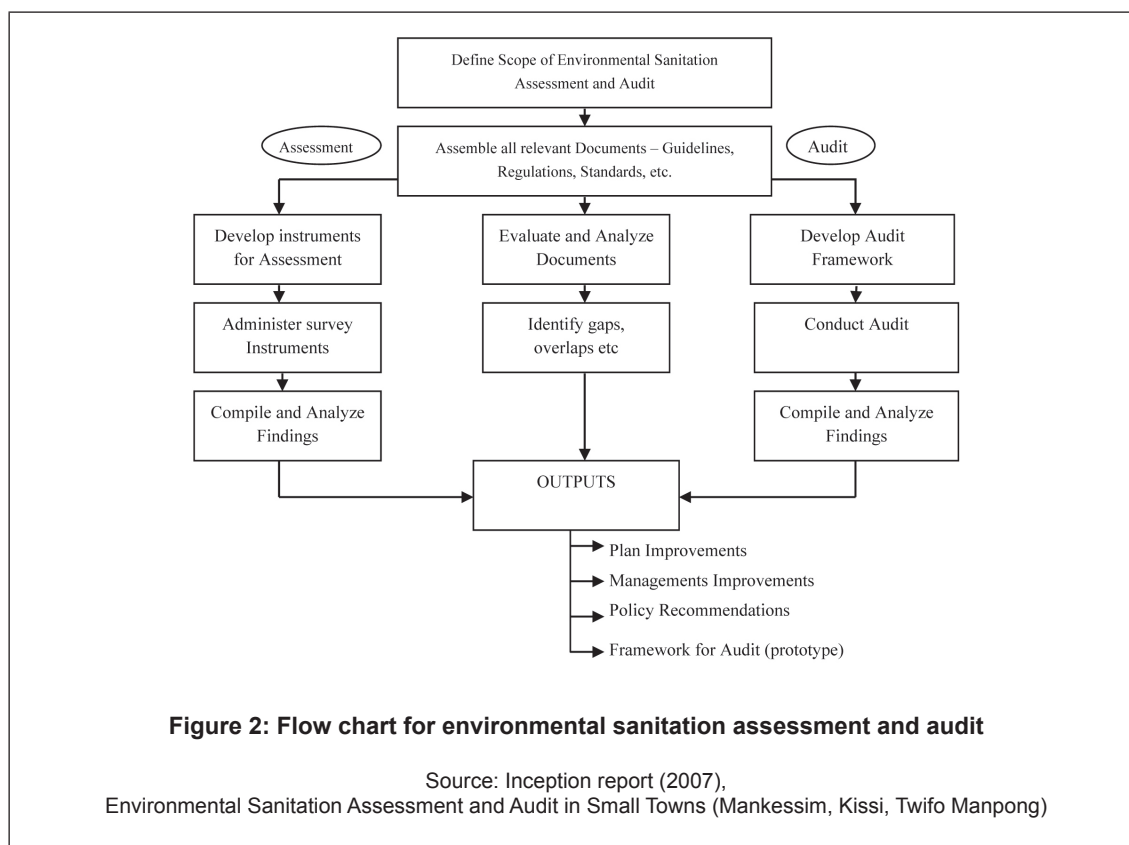 Define Scope of Environmental Sanitation
Assessment and Audit
Assessment
Assemble all relevant Documents – Guidelines,
Regulations, Standards, etc.
Audit
Develop instruments
for Assessment
Evaluate and Analyze
Documents
Develop Audit
Framework
Administer survey
Instruments
Identify gaps,
overlaps etc
Conduct Audit
Compile and Analyze
Findings
Compile and Analyze
Findings
OUTPUTS
Plan Improvements
Managements Improvements
Policy Recommendations
Framework for Audit (prototype)
Figure 2: Flow chart for environmental sanitation assessment and audit
Source: Inception report (2007),
Environmental Sanitation Assessment and Audit in Small Towns (Mankessim, Kissi, Twifo Manpong)